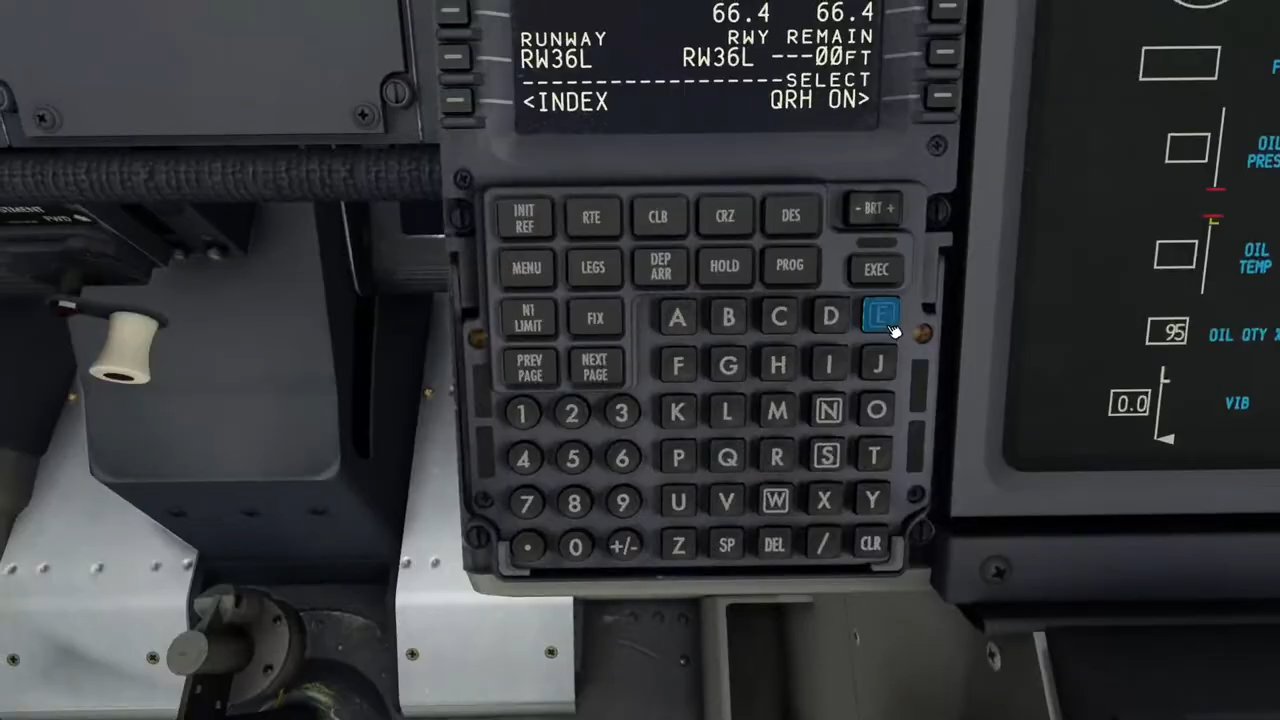 66.4 66.4
RUNWAY RWY REMAIN
RW36L RW36L ---00FT
------------------SELECT
<INDEX QRH ON>
INIT REF RTE CLB CRZ DES - BRT +
MENU LEGS DEP ARR HOLD PROG EXEC
N1 LIMIT FIX A B C D E
PREV PAGE NEXT PAGE F G H I J
1 2 3 K L M N O
4 5 6 P Q R S T
7 8 9 U V W X Y
. 0 +/- Z SP DEL / CLR
FWD
OIL
PRESS
OIL
TEMP
95 OIL QTY %
0.0 VIB